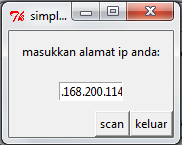 simpl...
masukkan alamat ip anda:
.168.200.114
scan
keluar